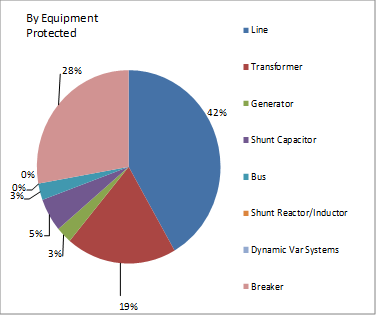 By Equipment
Protected
28%
42%
0%
0%
3%
5%
3%
19%
Line
Transformer
Generator
Shunt Capacitor
Bus
Shunt Reactor/Inductor
Dynamic Var Systems
Breaker